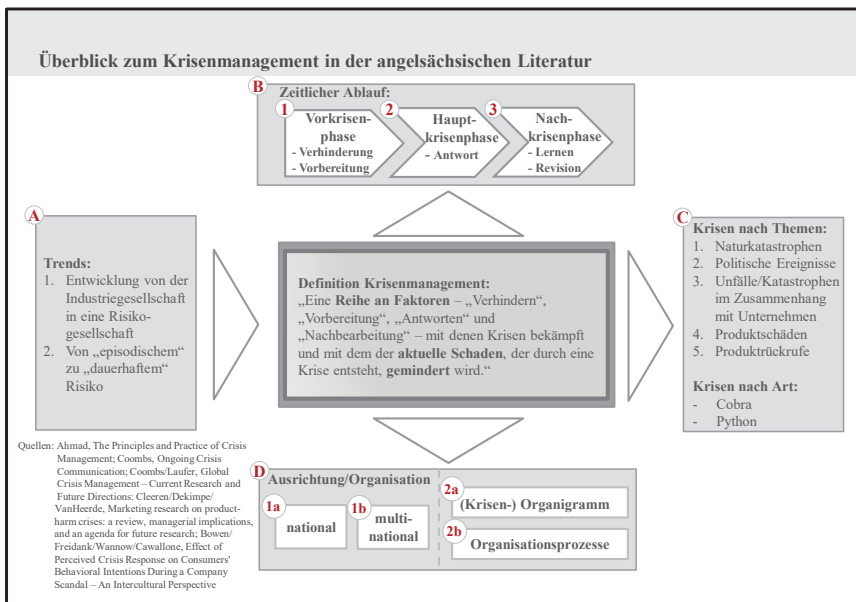 Überblick zum Krisenmanagement in der angelsächsischen Literatur
B
Zeitlicher Ablauf:
1
Vorkrisen-
phase
- Verhinderung
- Vorbereitung
2
Haupt-
krisenphase
- Antwort
3
Nach-
krisenphase
- Lernen
- Revision
A
Trends:
1. Entwicklung von der
Industriegesellschaft
in eine Risiko-
gesellschaft
2. Von „episodischem“
zu „dauerhaftem“
Risiko
Definition Krisenmanagement:
„Eine Reihe an Faktoren – „Verhindern“,
„Vorbereitung“, „Antworten“ und
„Nachbearbeitung“ – mit denen Krisen bekämpft
und mit dem der aktuelle Schaden, der durch eine
Krise entsteht, gemindert wird.“
C
Krisen nach Themen:
1. Naturkatastrophen
2. Politische Ereignisse
3. Unfälle/Katastrophen
im Zusammenhang
mit Unternehmen
4. Produktschäden
5. Produktrückrufe
Krisen nach Art:
- Cobra
- Python
Quellen: Ahmad, The Principles and Practice of Crisis
Management; Coombs, Ongoing Crisis
Communication; Coombs/Laufer, Global
Crisis Management – Current Research and
Future Directions: Cleeren/Dekimpe/
VanHeerde, Marketing research on product-
harm crises: a review, managerial implications,
and an agenda for future research; Bowen/
Freidank/Wannow/Cawallone, Effect of
Perceived Crisis Response on Consumers'
Behavioral Intentions During a Company
Scandal – An Intercultural Perspective
D
Ausrichtung/Organisation
1a
national
1b
multi-
national
2a
(Krisen-) Organigramm
2b
Organisationsprozesse